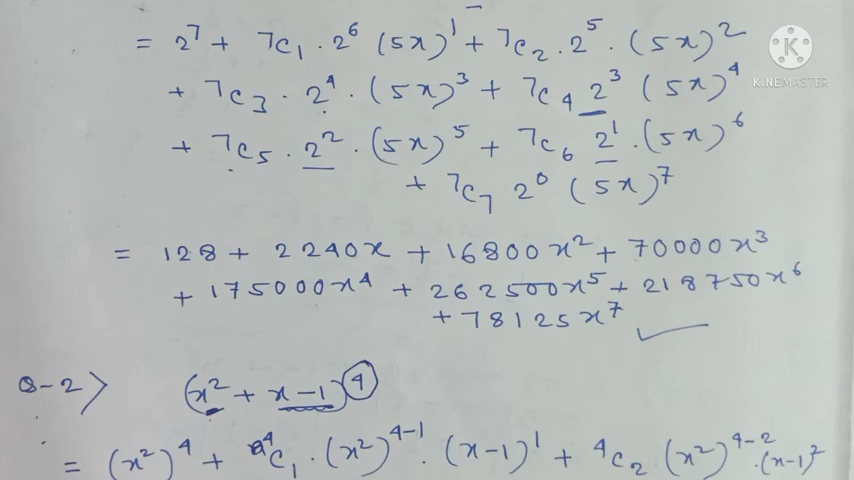 = 2⁷ + ⁷C₁ · 2⁶ (5x)¹ + ⁷C₂ · 2⁵ · (5x)²
K
KINEMASTER
+ ⁷C₃ · 2⁴ · (5x)³ + ⁷C₄ 2³ (5x)⁴
+ ⁷C₅ · 2² · (5x)⁵ + ⁷C₆ 2¹ · (5x)⁶
+ ⁷C₇ 2⁰ (5x)⁷
= 128 + 2240x + 16800x² + 70000x³
+ 175000x⁴ + 262500x⁵ + 218750x⁶
+ 78125x⁷
Q-2> (x² + x-1)⁴
= (x²)⁴ + ⁴C₁ · (x²)⁴⁻¹ · (x-1)¹ + ⁴C₂ (x²)⁴⁻² · (x-1)²